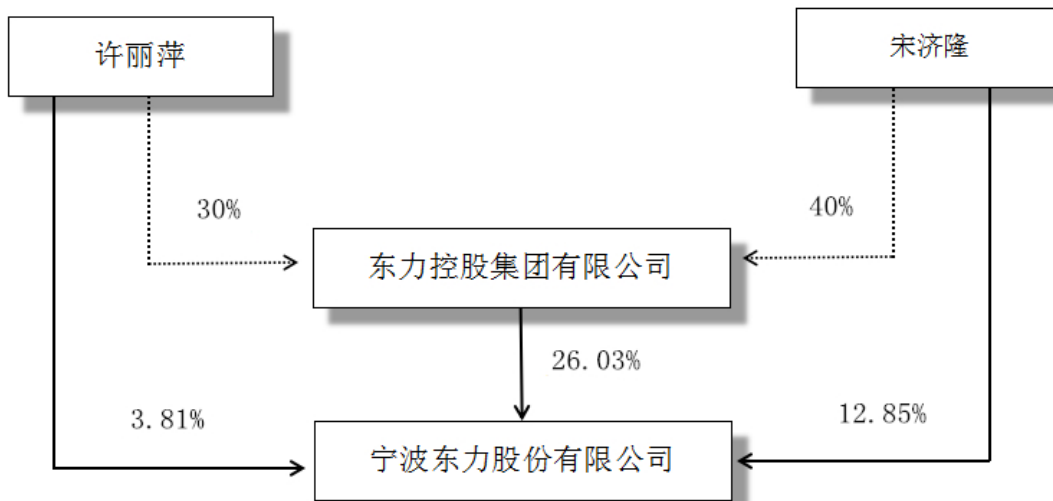 许丽萍
宋济隆
30%
40%
东力控股集团有限公司
26.03%
3.81%
12.85%
宁波东力股份有限公司